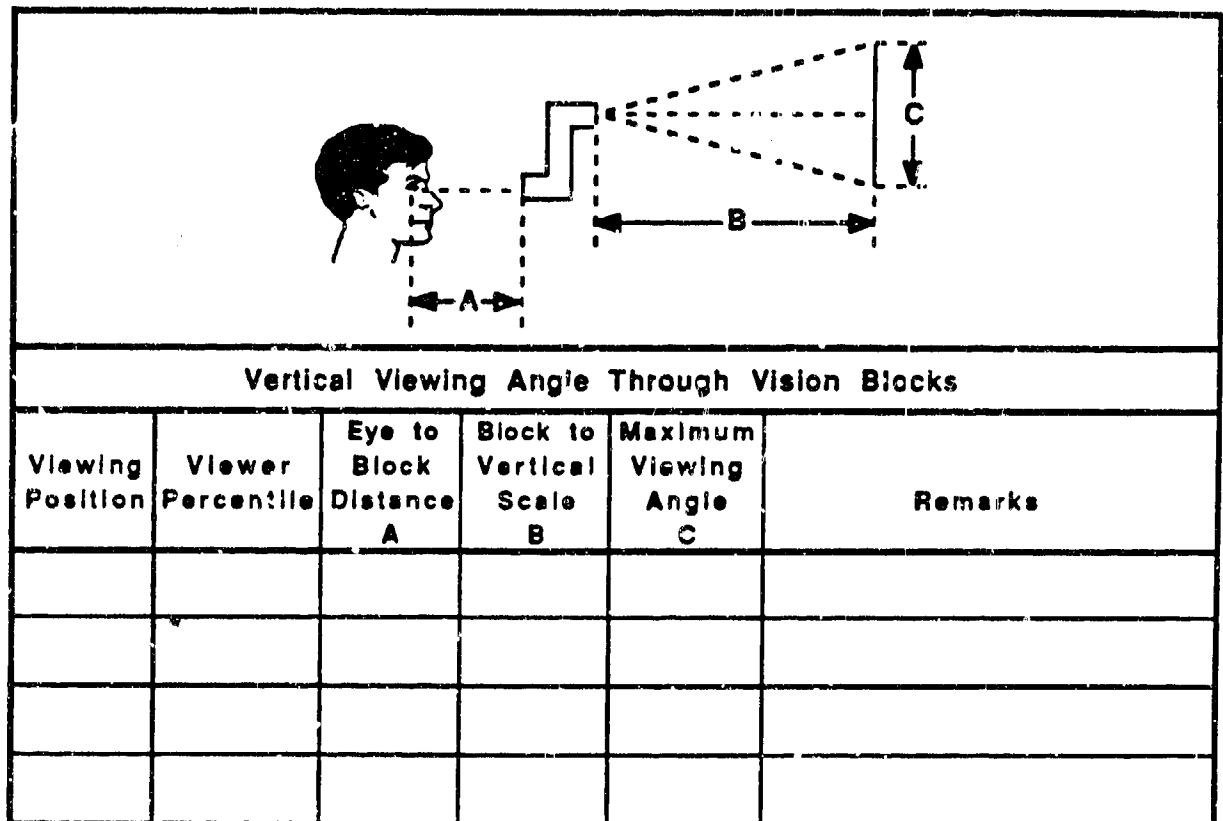 C
B
A
Vertical Viewing Angle Through Vision Blocks
Viewing Position
Viewer Percentile
Eye to Block Distance A
Block to Vertical Scale B
Maximum Viewing Angle C
Remarks